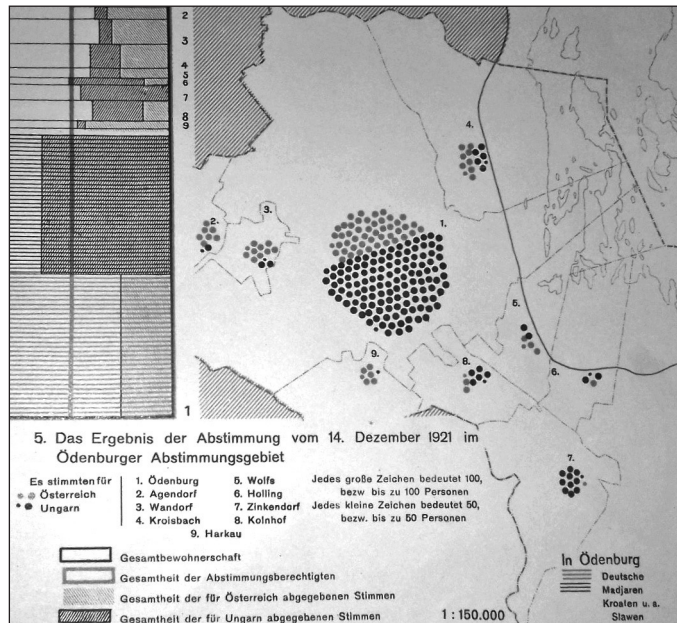 2
3
4
5
6
7
8
9
1
2.
3.
4.
1.
5.
9.
8.
6.
7.
5. Das Ergebnis der Abstimmung vom 14. Dezember 1921 im
Ödenburger Abstimmungsgebiet
Es stimmten für
Österreich
Ungarn
1. Ödenburg
2. Agendorf
3. Wandorf
4. Kroisbach
5. Wolfs
6. Holling
7. Zinkendorf
8. Kolnhof
9. Harkau
Jedes große Zeichen bedeutet 100,
bezw bis zu 100 Personen
Jedes kleine Zeichen bedeutet 50,
bezw. bis zu 50 Personen
Gesamtbewohnerschaft
Gesamtheit der Abstimmungsberechtigten
Gesamtheit der für Österreich abgegebenen Stimmen
Gesamtheit der für Ungarn abgegebenen Stimmen
1 : 150.000
In Ödenburg
Deutsche
Madjaren
Kroaten u. a.
Slawen